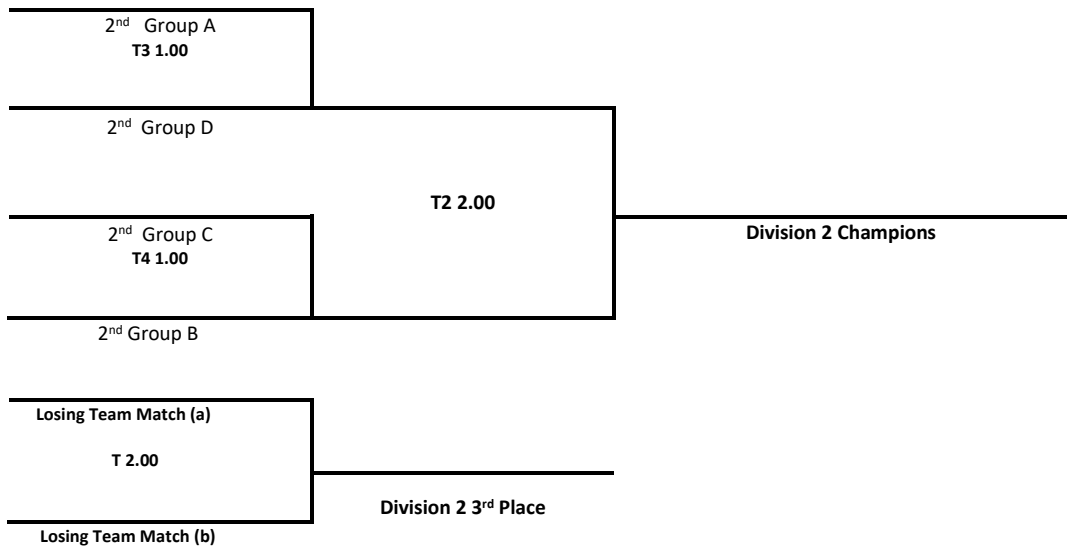 2nd Group A
T3 1.00
2nd Group D
T2 2.00
2nd Group C
T4 1.00
Division 2 Champions
2nd Group B
Losing Team Match (a)
T 2.00
Division 2 3rd Place
Losing Team Match (b)